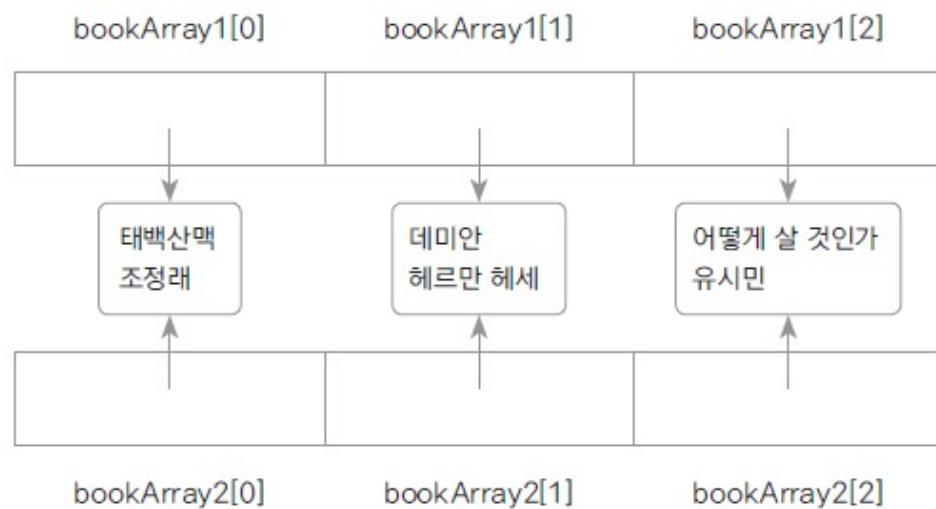 bookArray1[0] bookArray1[1] bookArray1[2]
태백산맥
조정래
데미안
헤르만 헤세
어떻게 살 것인가
유시민
bookArray2[0] bookArray2[1] bookArray2[2]